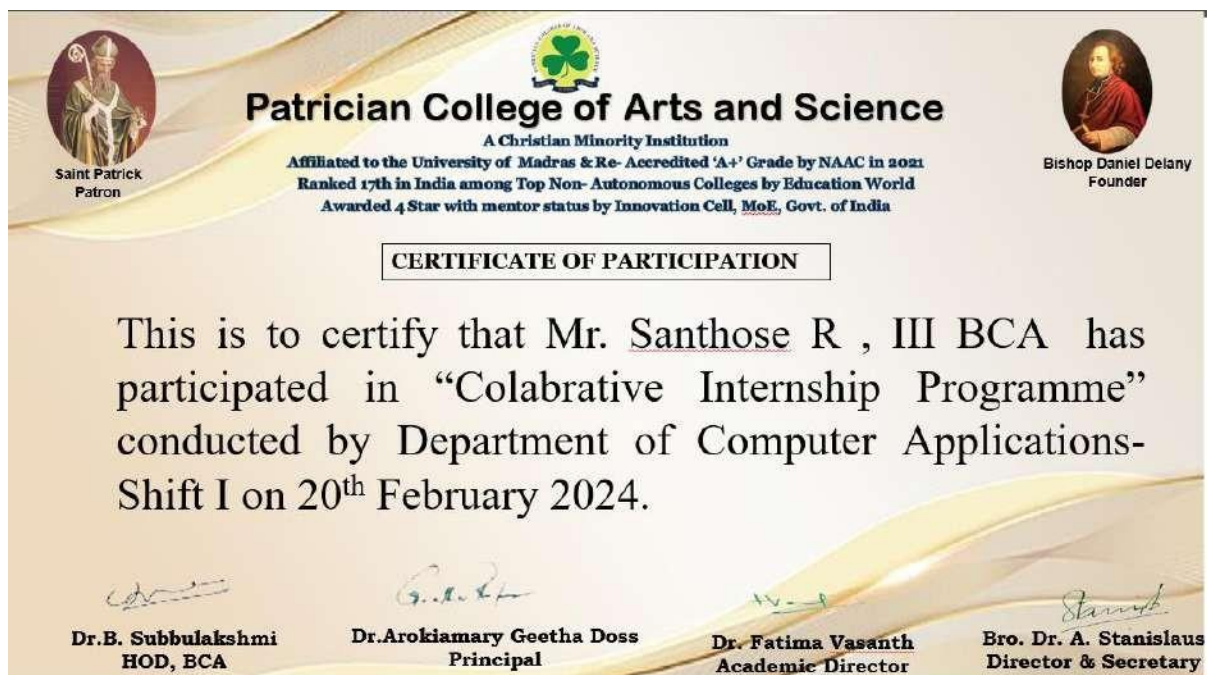 Patrician College of Arts and Science
A Christian Minority Institution
Affiliated to the University of Madras & Re- Accredited ‘A+’ Grade by NAAC in 2021
Ranked 17th in India among Top Non- Autonomous Colleges by Education World
Awarded 4 Star with mentor status by Innovation Cell, MoE, Govt. of India
Saint Patrick
Patron
Bishop Daniel Delany
Founder
CERTIFICATE OF PARTICIPATION
This is to certify that Mr. Santhose R , III BCA has
participated in “Colabrative Internship Programme”
conducted by Department of Computer Applications-
Shift I on 20th February 2024.
Dr.B. Subbulakshmi
HOD, BCA
Dr.Arokiamary Geetha Doss
Principal
Dr. Fatima Vasanth
Academic Director
Bro. Dr. A. Stanislaus
Director & Secretary